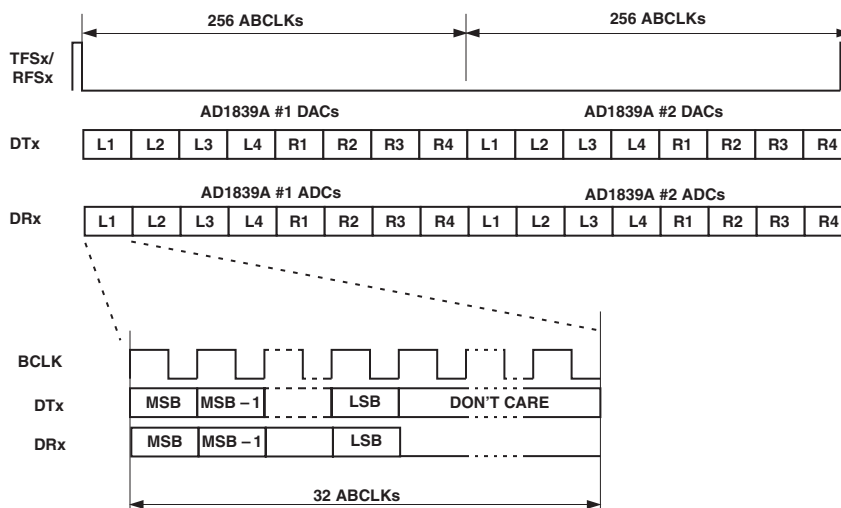 256 ABCLKs 256 ABCLKs
TFSx/
RFSx
AD1839A #1 DACs AD1839A #2 DACs
DTx L1 L2 L3 L4 R1 R2 R3 R4 L1 L2 L3 L4 R1 R2 R3 R4
AD1839A #1 ADCs AD1839A #2 ADCs
DRx L1 L2 L3 L4 R1 R2 R3 R4 L1 L2 L3 L4 R1 R2 R3 R4
BCLK
DTx MSB MSB – 1 LSB DON'T CARE
DRx MSB MSB – 1 LSB
32 ABCLKs